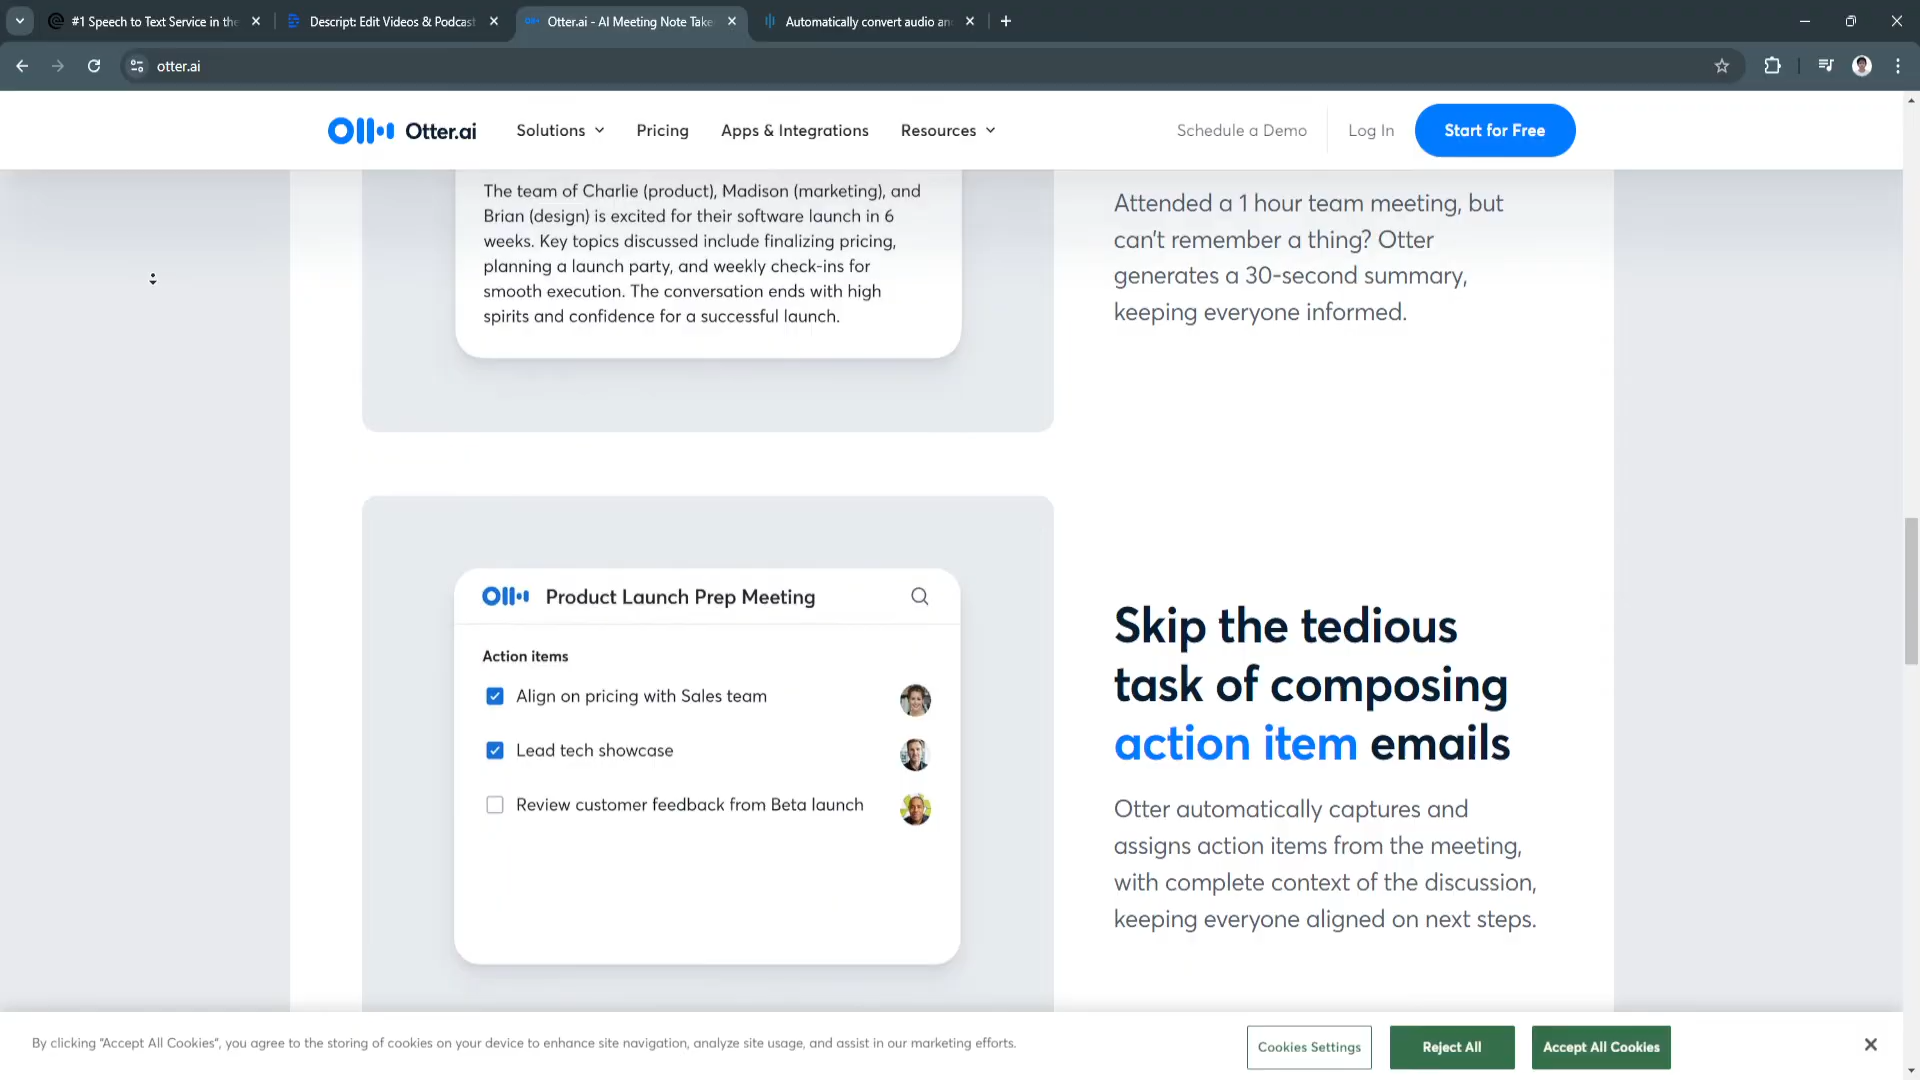 #1 Speech to Text Service in the
Descript: Edit Videos & Podcast
Otter.ai - AI Meeting Note Take
Automatically convert audio an
otter.ai
Otter.ai
Solutions
Pricing
Apps & Integrations
Resources
Schedule a Demo
Log In
Start for Free
The team of Charlie (product), Madison (marketing), and
Brian (design) is excited for their software launch in 6
weeks. Key topics discussed include finalizing pricing,
planning a launch party, and weekly check-ins for
smooth execution. The conversation ends with high
spirits and confidence for a successful launch.
Attended a 1 hour team meeting, but
can't remember a thing? Otter
generates a 30-second summary,
keeping everyone informed.
Product Launch Prep Meeting
Action items
Align on pricing with Sales team
Lead tech showcase
Review customer feedback from Beta launch
Skip the tedious
task of composing
action item emails
Otter automatically captures and
assigns action items from the meeting,
with complete context of the discussion,
keeping everyone aligned on next steps.
By clicking "Accept All Cookies", you agree to the storing of cookies on your device to enhance site navigation, analyze site usage, and assist in our marketing efforts.
Cookies Settings
Reject All
Accept All Cookies